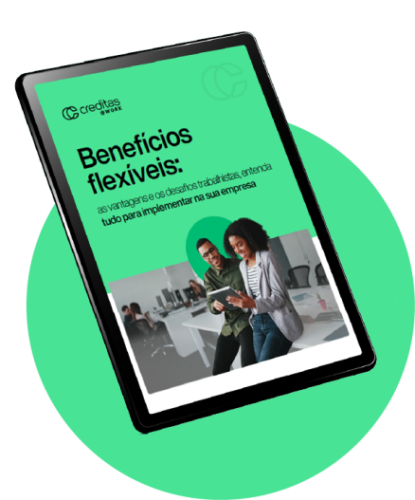 creditas
@WORK
Benefícios
flexíveis:
as vantagens e os desafios trabalhistas, entenda
tudo para implementar na sua empresa